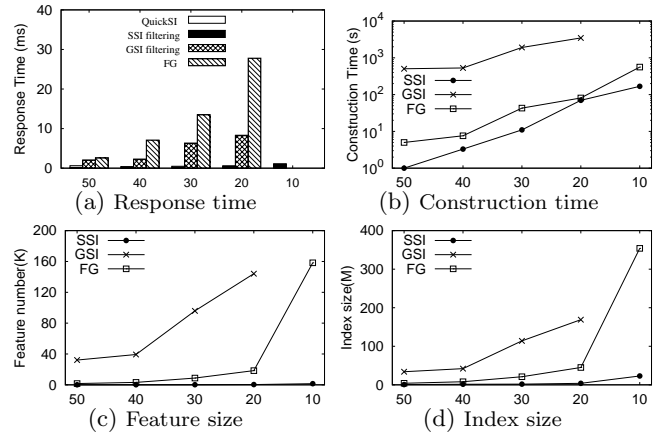 Response Time (ms)
40
30
20
10
0
QuickSI
SSI filtering
GSI filtering
FG
50 40 30 20 10
(a) Response time
Construction Time (s)
10^4
10^3
10^2
10^1
10^0
SSI
GSI
FG
50 40 30 20 10
(b) Construction time
Feature number(K)
200
160
120
80
40
0
SSI
GSI
FG
50 40 30 20 10
(c) Feature size
Index size(M)
400
300
200
100
0
SSI
GSI
FG
50 40 30 20 10
(d) Index size